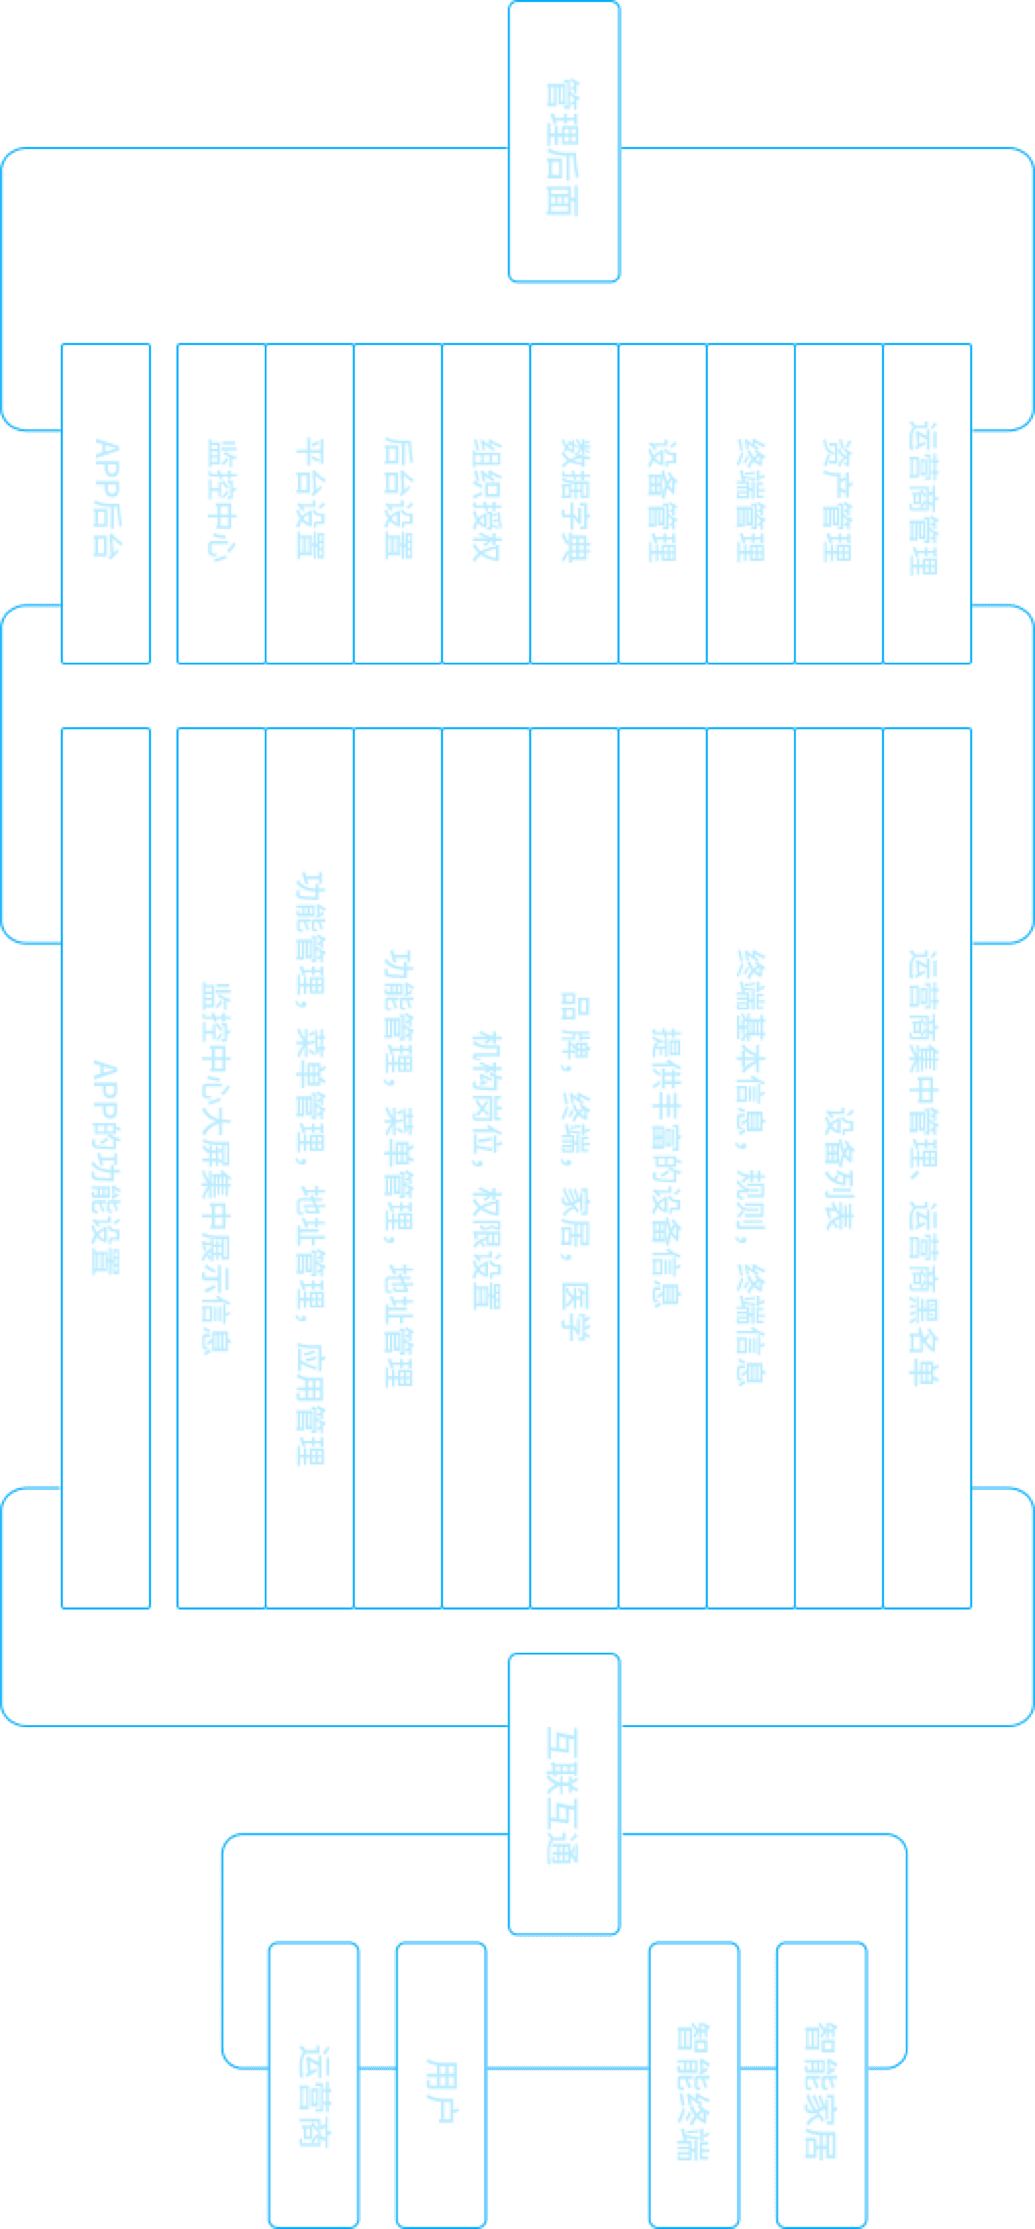 管理后面
运营商管理
资产管理
终端管理
设备管理
数据字典
组织授权
后台设置
平台设置
监控中心
APP后台
运营商集中管理、运营商黑名单
设备列表
终端基本信息，规则，终端信息
提供丰富的设备信息
品 牌，终端，家居，医学
机构岗位，权限设置
功能管理，菜单管理，地址管理
功能管理，菜单管理，地址管理，应用管理
监控中心大屏集中展示信息
APP的功能设置
互联互通
智能家居
智能终端
用户
运营商